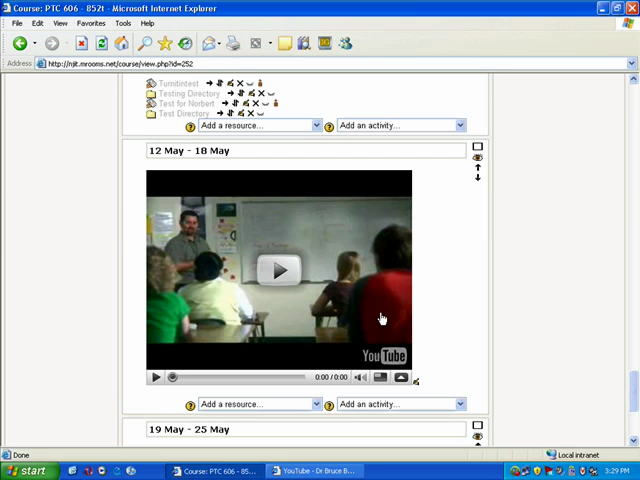 Course: PTC 606 - 852t - Microsoft Internet Explorer
File Edit View Favorites Tools Help
Back Search
Address http://njit.mrooms.net/course/view.php?id=252
Turnitintest
Testing Directory
Test for Norbert
Test Directory
Add a resource... Add an activity...
12 May - 18 May
YouTube
0:00 / 0:00
Add a resource... Add an activity...
19 May - 25 May
Done Local intranet
start Course: PTC 606 - 85... YouTube - Dr Bruce B... 3:29 PM